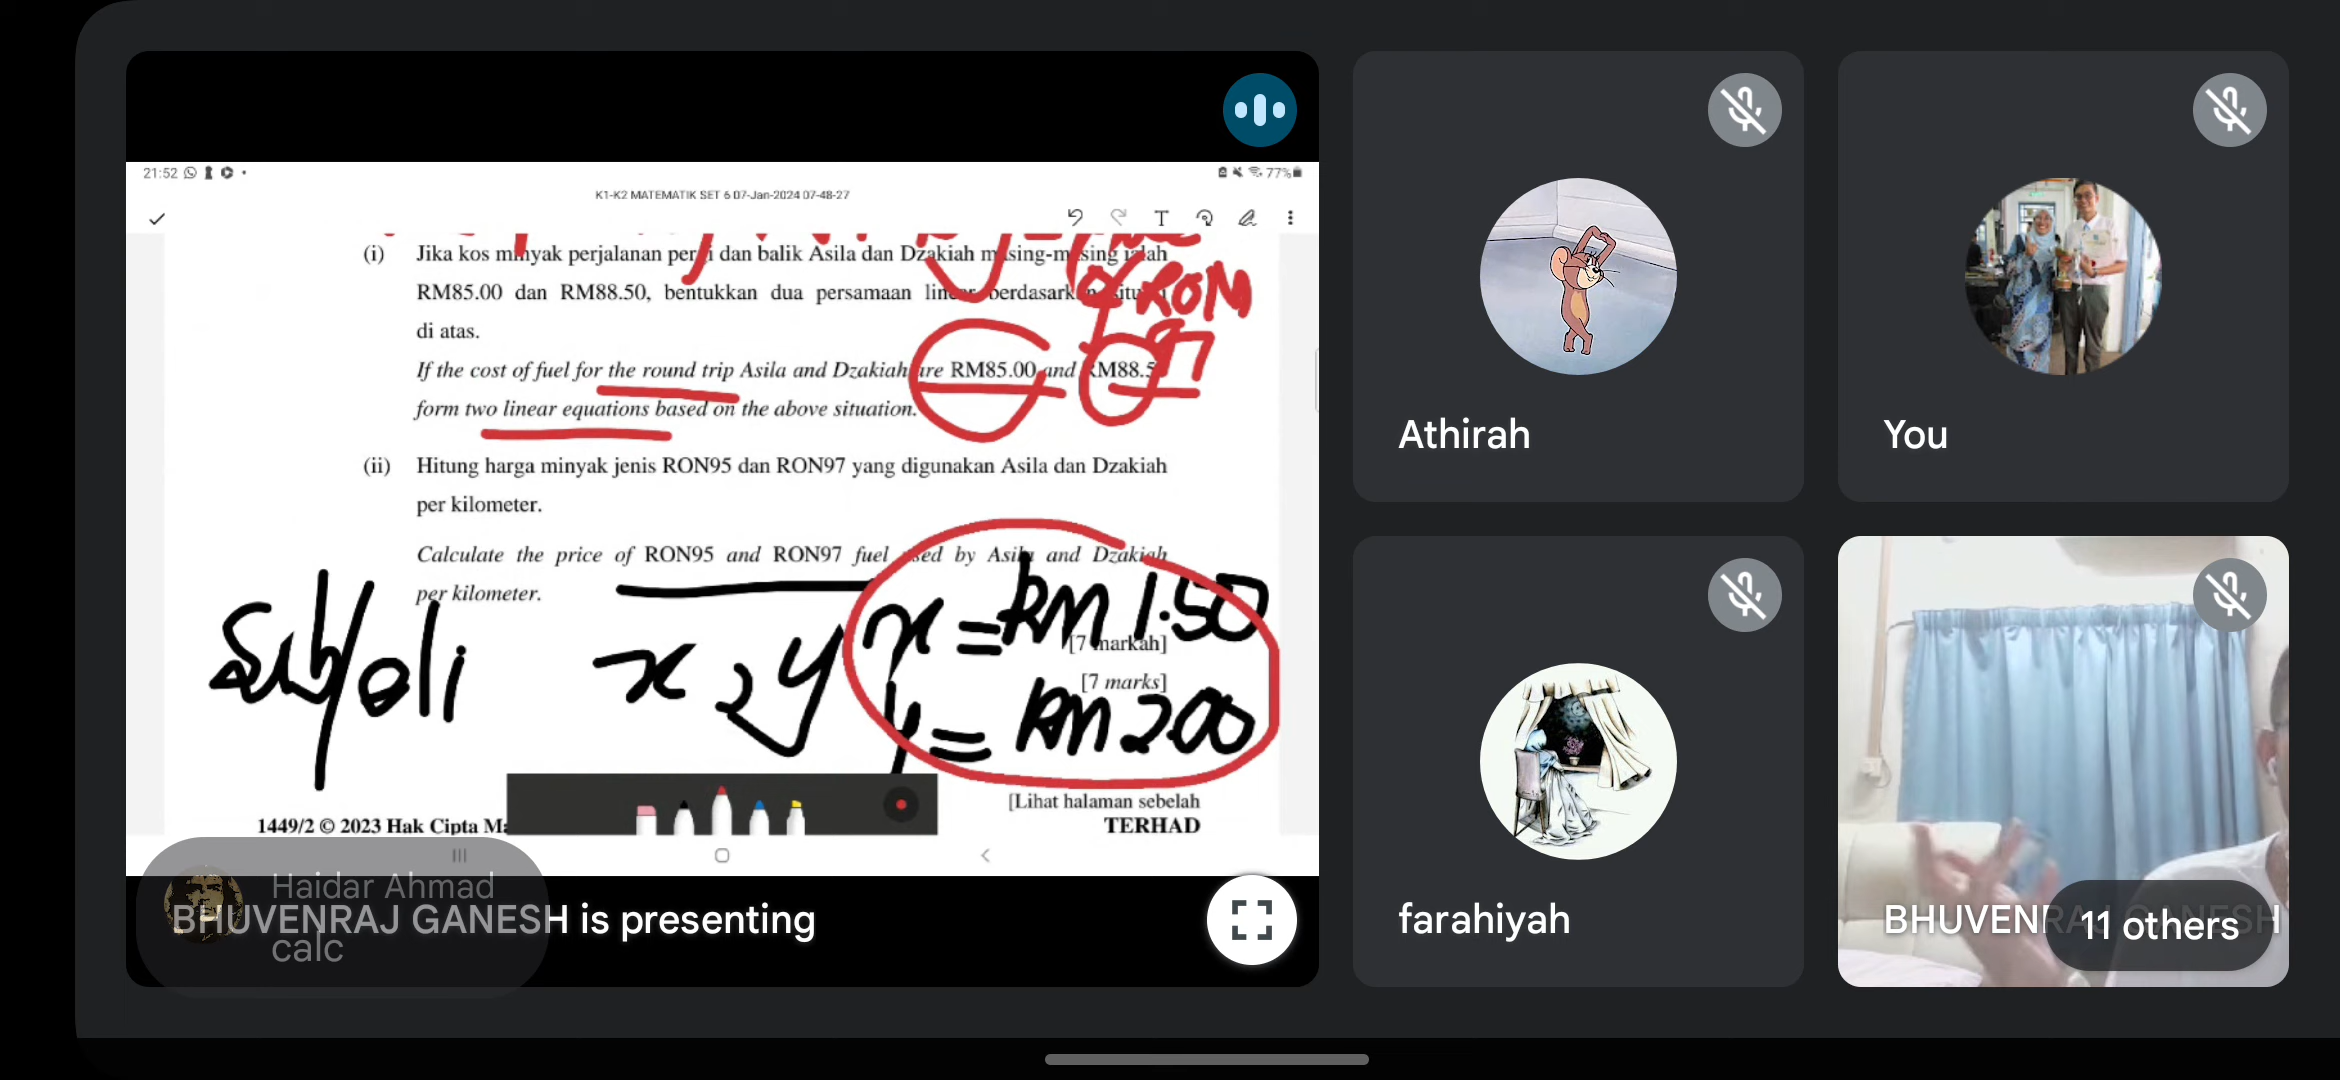 21:52
77%
K1-K2 MATEMATIK SET 6 07-Jan-2024 07-48-27
(i) Jika kos minyak perjalanan pergi dan balik Asila dan Dzakiah masing-masing ialah
RM85.00 dan RM88.50, bentukkan dua persamaan linear berdasarkan situasi
di atas.
RON
97
If the cost of fuel for the round trip Asila and Dzakiah are RM85.00 and RM88.5
form two linear equations based on the above situation.
(ii) Hitung harga minyak jenis RON95 dan RON97 yang digunakan Asila dan Dzakiah
per kilometer.
Calculate the price of RON95 and RON97 fuel used by Asila and Dzakiah
per kilometer.
x = RM 1.50
[7 markah]
x y
[7 marks]
y = RM 2.00
[Lihat halaman sebelah
1449/2 © 2023 Hak Cipta
TERHAD
Haidar Ahmad
calc
BHUVENRAJ GANESH is presenting
Athirah
You
farahiyah
BHUVENRAJ GANESH
11 others